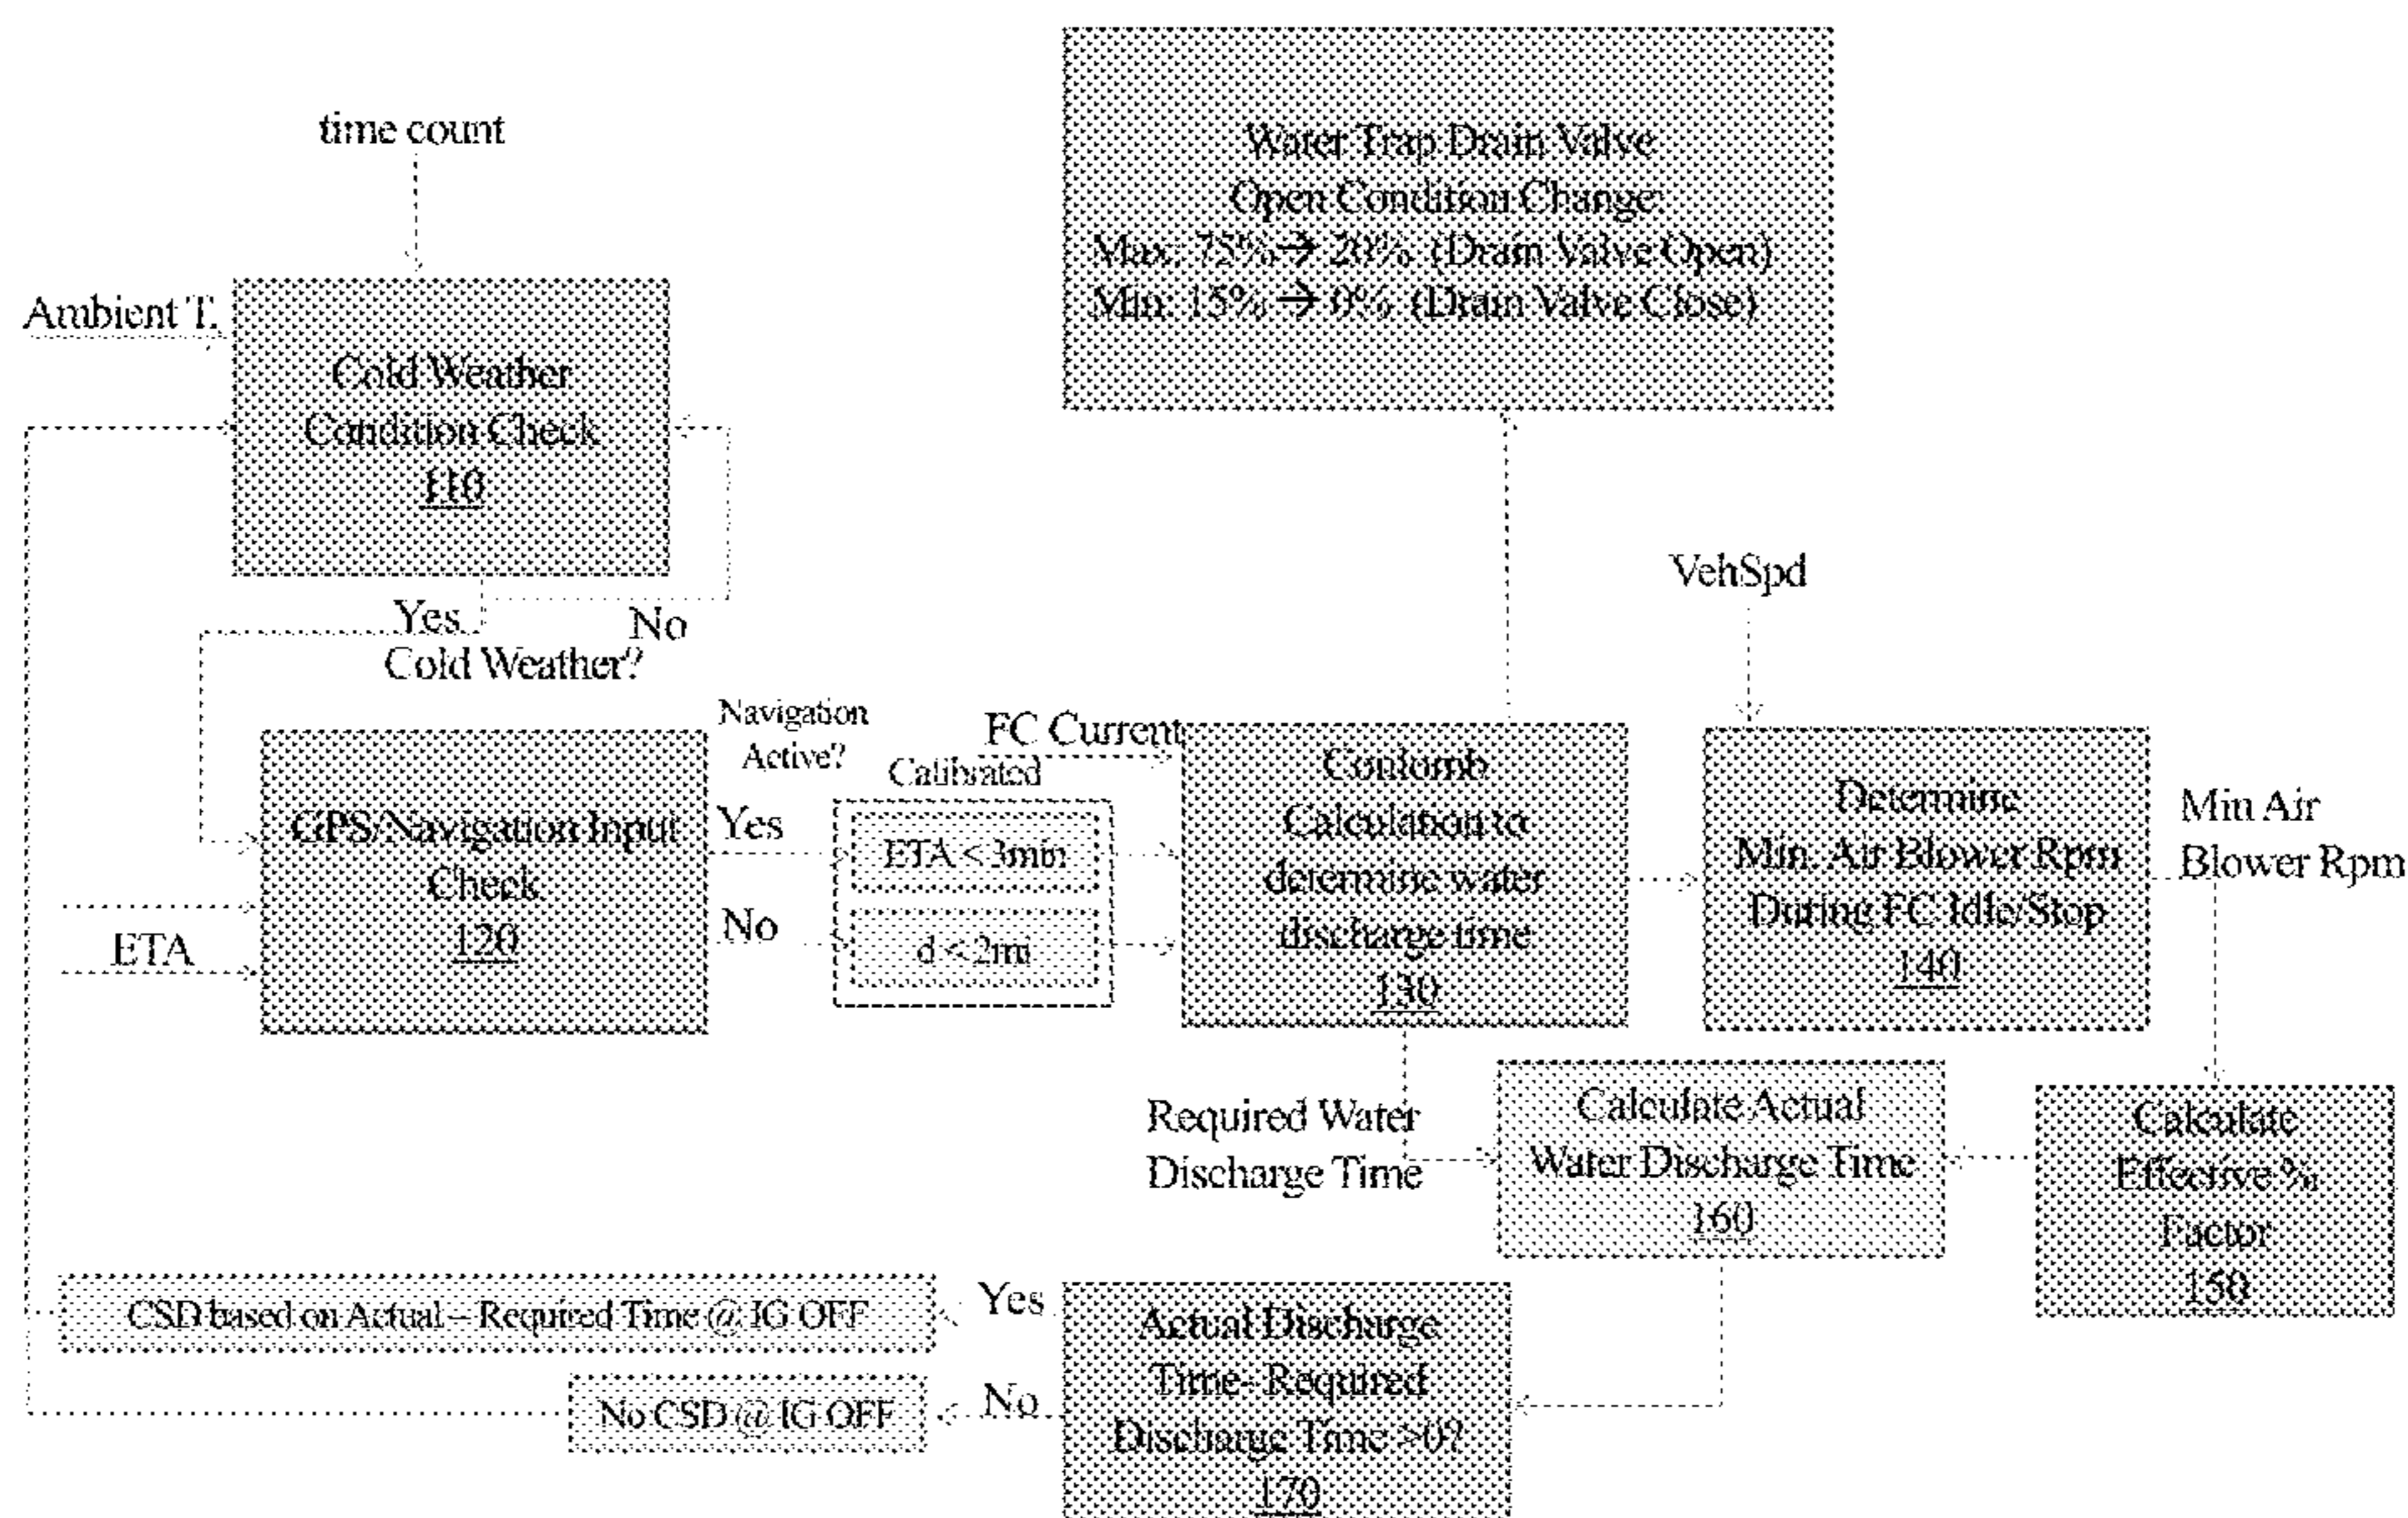 time count
Ambient T.
Cold Weather
Condition Check
110
Yes
No
Cold Weather?
Water Trap Drain Valve
Open Condition Change
Max: 75% → 20% (Drain Valve Open)
Min: 15% → 0% (Drain Valve Close)
VehSpd
GPS/Navigation Input
Check
120
ETA
Navigation
Active?
Yes
No
Calibrated
ETA < 3min
d < 2mi
FC Current
Coulomb
Calculation to
determine water
discharge time
130
Determine
Min. Air Blower Rpm
During FC Idle/Stop
140
Min Air
Blower Rpm
Required Water
Discharge Time
Calculate Actual
Water Discharge Time
160
Calculate
Effective %
Factor
150
CSD based on Actual – Required Time @ IG OFF
Yes
No CSD @ IG OFF
No
Actual Discharge
Time- Required
Discharge Time >0?
170